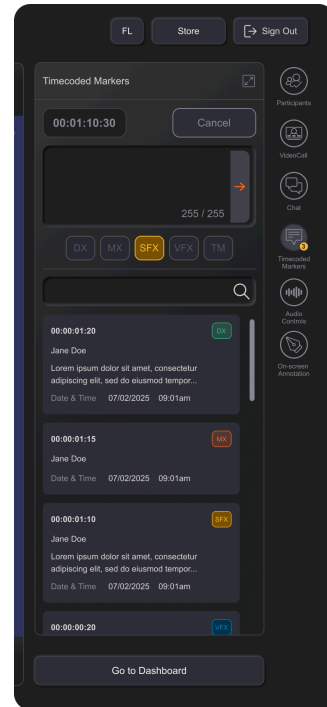 FL
Store
Sign Out
Timecoded Markers
00:01:10:30
Cancel
255 / 255
DX
MX
SFX
VFX
TM
00:00:01:20
DX
Jane Doe
Lorem ipsum dolor sit amet, consectetur
adipiscing elit, sed do eiusmod tempor...
Date & Time 07/02/2025 09:01am
00:00:01:15
MX
Jane Doe
Date & Time 07/02/2025 09:01am
00:00:01:10
SFX
Jane Doe
Lorem ipsum dolor sit amet, consectetur
adipiscing elit, sed do eiusmod tempor...
Date & Time 07/02/2025 09:01am
00:00:00:20
VFX
Go to Dashboard
Participants
VideoCall
Chat
3
Timecoded
Markers
Audio
Controls
On-screen
Annotation